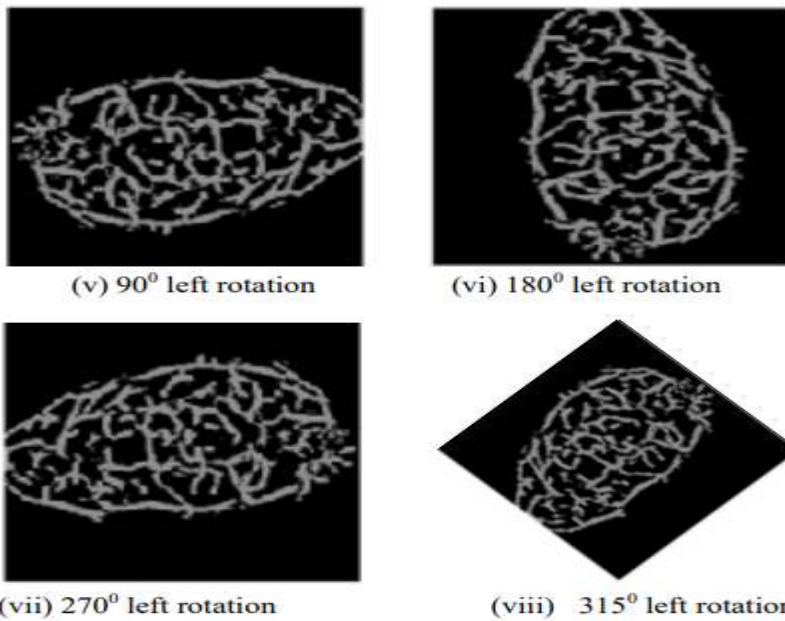 (v) 90⁰ left rotation
(vi) 180⁰ left rotation
(vii) 270⁰ left rotation
(viii) 315⁰ left rotation